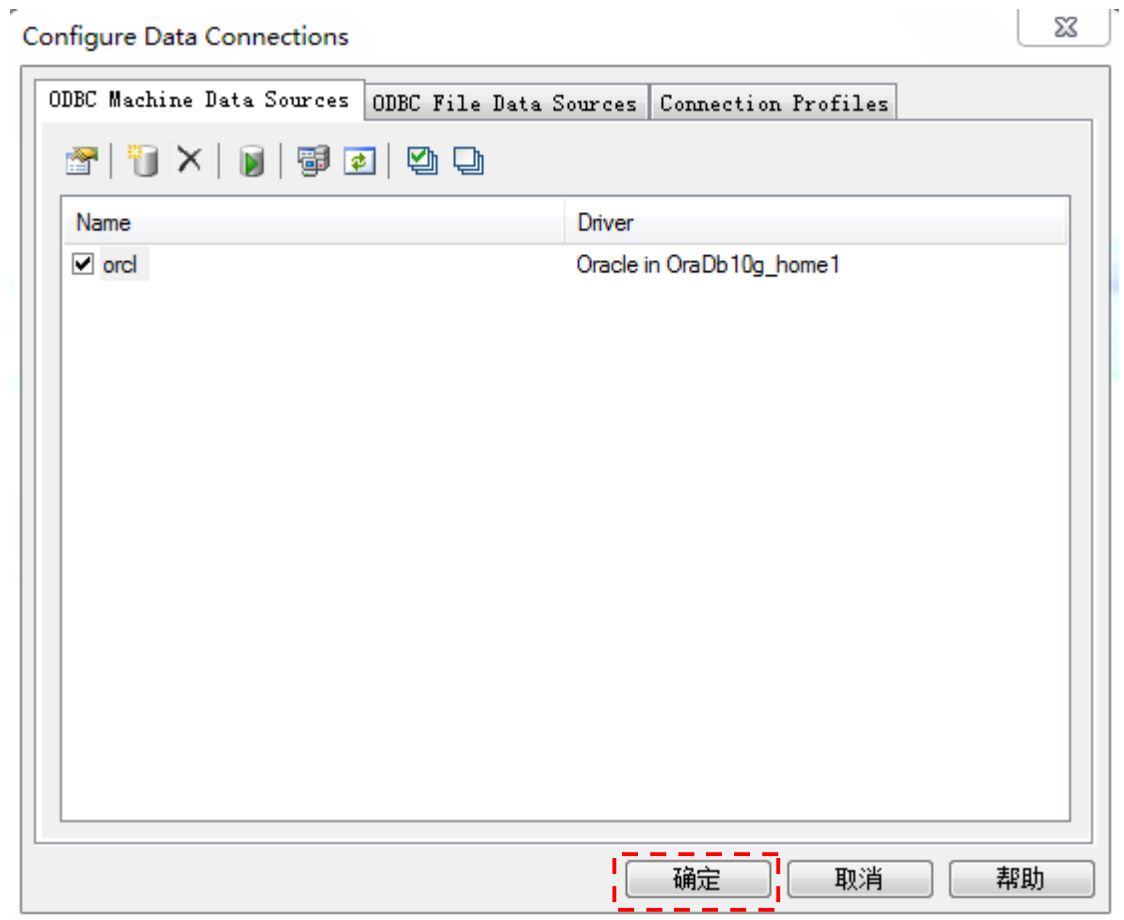 Configure Data Connections
ODBC Machine Data Sources ODBC File Data Sources Connection Profiles
Name Driver
orcl Oracle in OraDb10g_home1
确定 取消 帮助